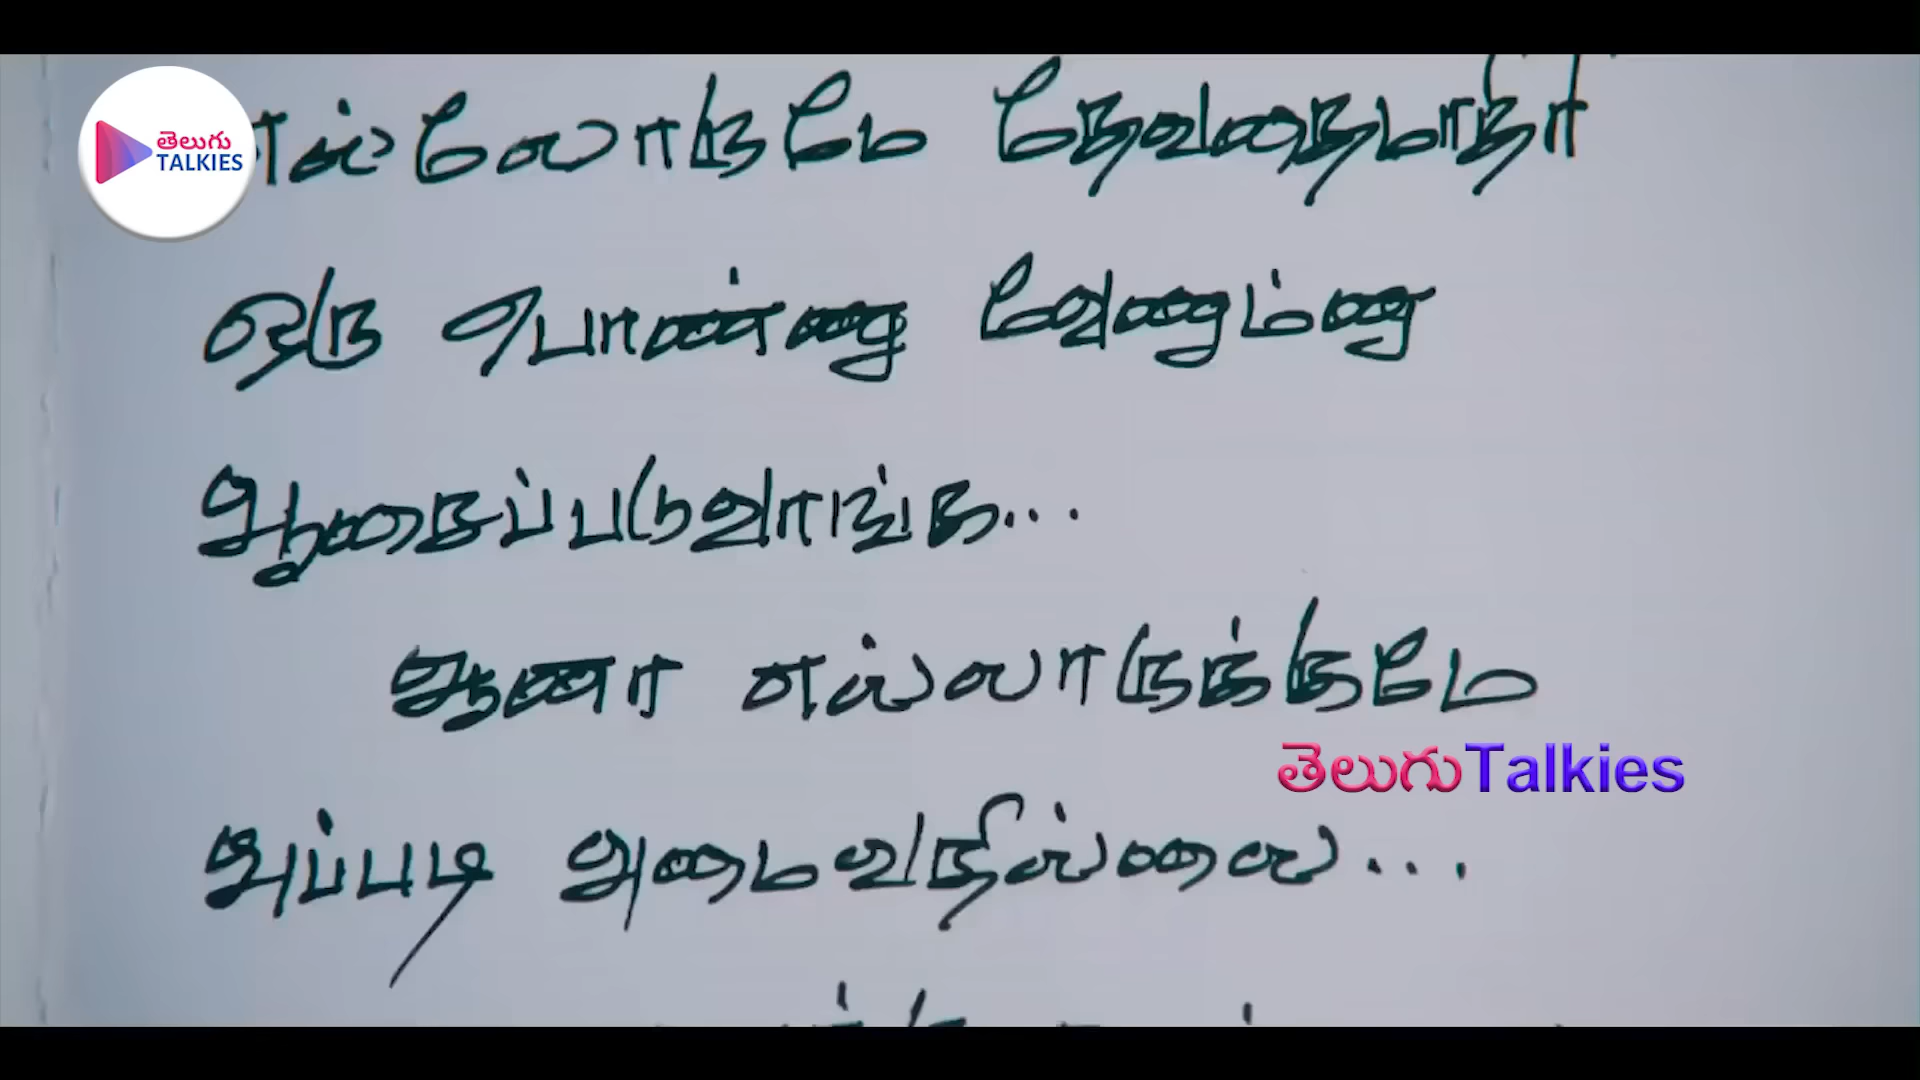 తెలుగు
TALKIES
எல்லோருமே தேவதைமாதிரி
ஒரு பொண்ணு வேணும்னு
ஆசைப்படுவாங்க...
ஆனா எல்லாருக்குமே
తెలుగుTalkies
அப்படி அமைவதில்லை...